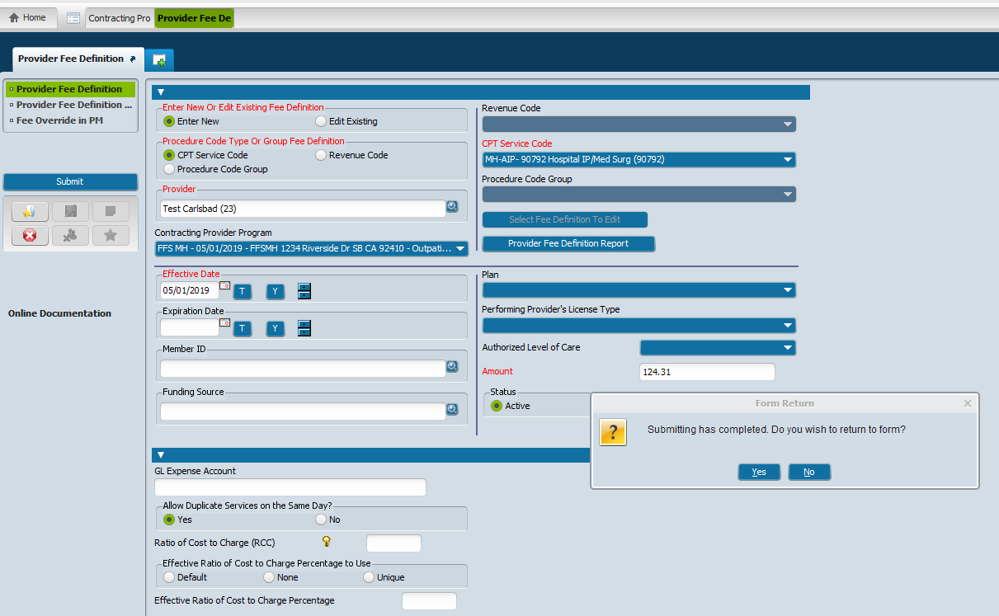 Home
Contracting Pro
Provider Fee De
Provider Fee Definition
Provider Fee Definition
Provider Fee Definition ...
Fee Override in PM
Submit
Online Documentation
Enter New Or Edit Existing Fee Definition
Enter New
Edit Existing
Procedure Code Type Or Group Fee Definition
CPT Service Code
Revenue Code
Procedure Code Group
Provider
Test Carlsbad (23)
Contracting Provider Program
FFS MH - 05/01/2019 - FFSMH 1234 Riverside Dr SB CA 92410 - Outpati...
Revenue Code
CPT Service Code
MH-AIP- 90792 Hospital IP/Med Surg (90792)
Procedure Code Group
Select Fee Definition To Edit
Provider Fee Definition Report
Effective Date
05/01/2019
T
Y
Expiration Date
T
Y
Member ID
Funding Source
Plan
Performing Provider's License Type
Authorized Level of Care
Amount
124.31
Status
Active
Form Return
Submitting has completed. Do you wish to return to form?
Yes
No
GL Expense Account
Allow Duplicate Services on the Same Day?
Yes
No
Ratio of Cost to Charge (RCC)
Effective Ratio of Cost to Charge Percentage to Use
Default
None
Unique
Effective Ratio of Cost to Charge Percentage